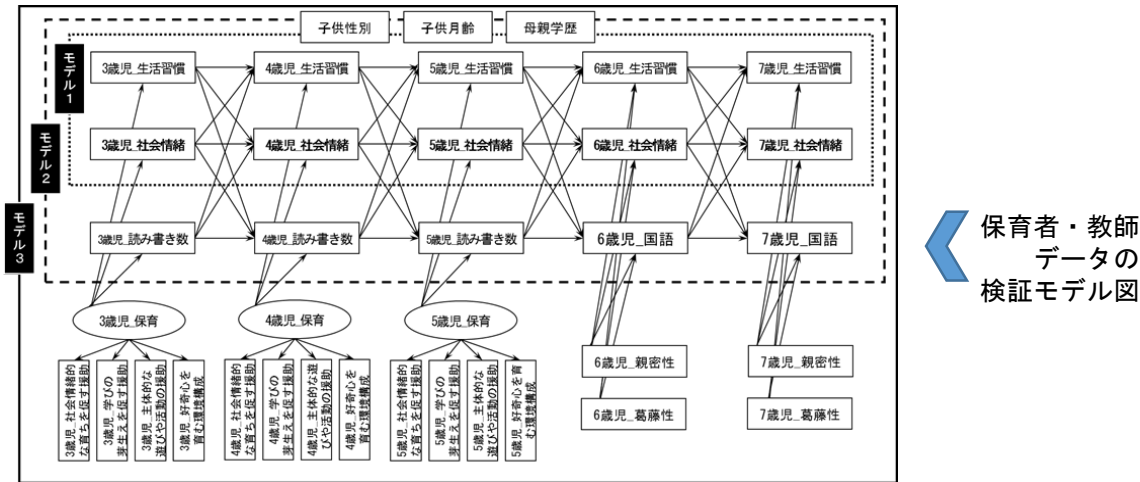 子供性別
子供月齢
母親学歴
モデル1
モデル2
モデル3
3歳児_生活習慣
4歳児_生活習慣
5歳児_生活習慣
6歳児_生活習慣
7歳児_生活習慣
3歳児_社会情緒
4歳児_社会情緒
5歳児_社会情緒
6歳児_社会情緒
7歳児_社会情緒
3歳児_読み書き数
4歳児_読み書き数
5歳児_読み書き数
6歳児_国語
7歳児_国語
3歳児_保育
4歳児_保育
5歳児_保育
3歳児_社会情緒的
な育ちを促す援助
3歳児_学びの
芽生えを促す援助
3歳児_主体的な
遊びや活動の援助
3歳児_好奇心を
育む環境構成
4歳児_社会情緒的
な育ちを促す援助
4歳児_学びの
芽生えを促す援助
4歳児_主体的な遊
びや活動の援助
4歳児_好奇心を
育む環境構成
5歳児_社会情緒的
な育ちを促す援助
5歳児_学びの
芽生えを促す援助
5歳児_主体的な
遊びや活動の援助
5歳児_好奇心を育
む環境構成
6歳児_親密性
7歳児_親密性
6歳児_葛藤性
7歳児_葛藤性
保育者・教師
データの
検証モデル図